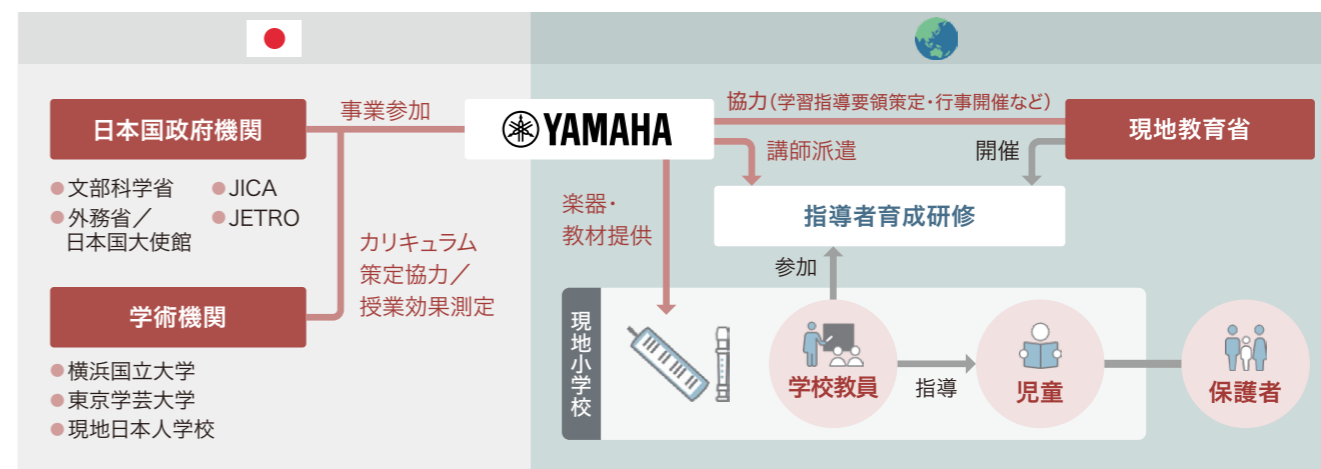 日本国政府機関
●文部科学省
●外務省／
日本国大使館
●JICA
●JETRO
学術機関
●横浜国立大学
●東京学芸大学
●現地日本人学校
事業参加
カリキュラム
策定協力／
授業効果測定
YAMAHA
協力（学習指導要領策定・行事開催など）
現地教育省
講師派遣
開催
楽器・
教材提供
指導者育成研修
参加
現地小学校
学校教員
指導
児童
保護者